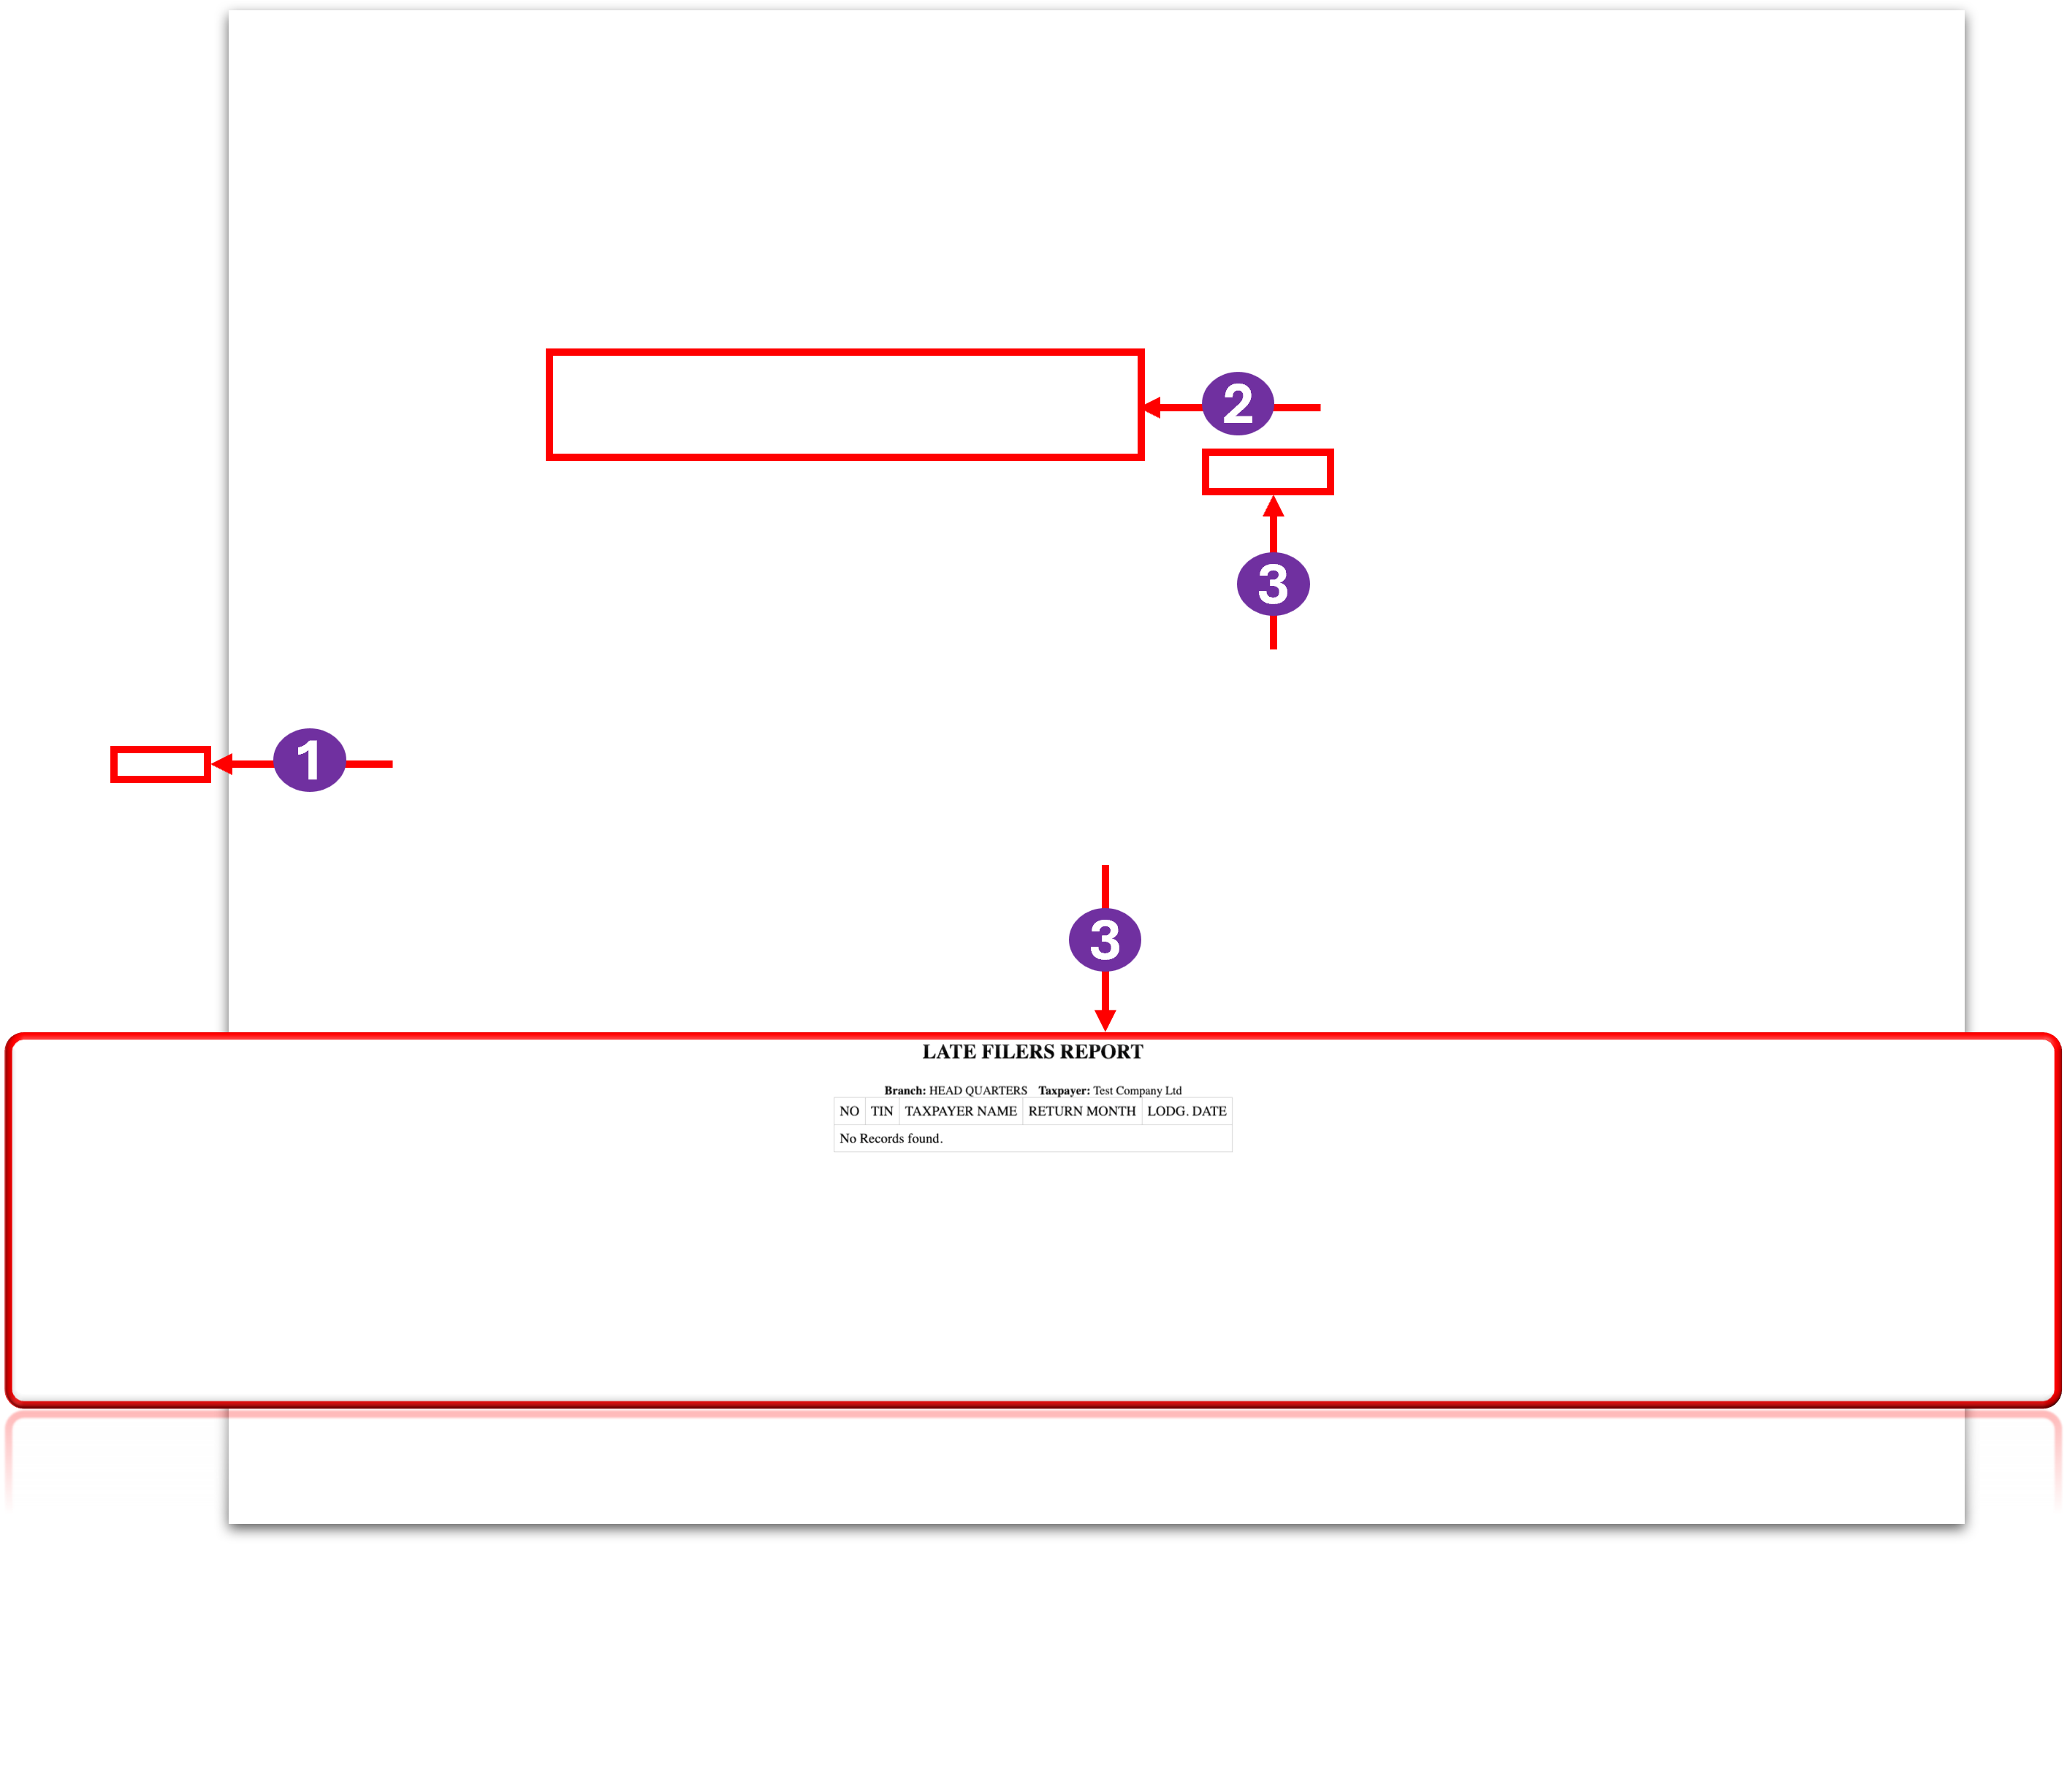 2
3
1
3
LATE FILERS REPORT
Branch: HEAD QUARTERS Taxpayer: Test Company Ltd
NO TIN TAXPAYER NAME RETURN MONTH LODG. DATE
No Records found.